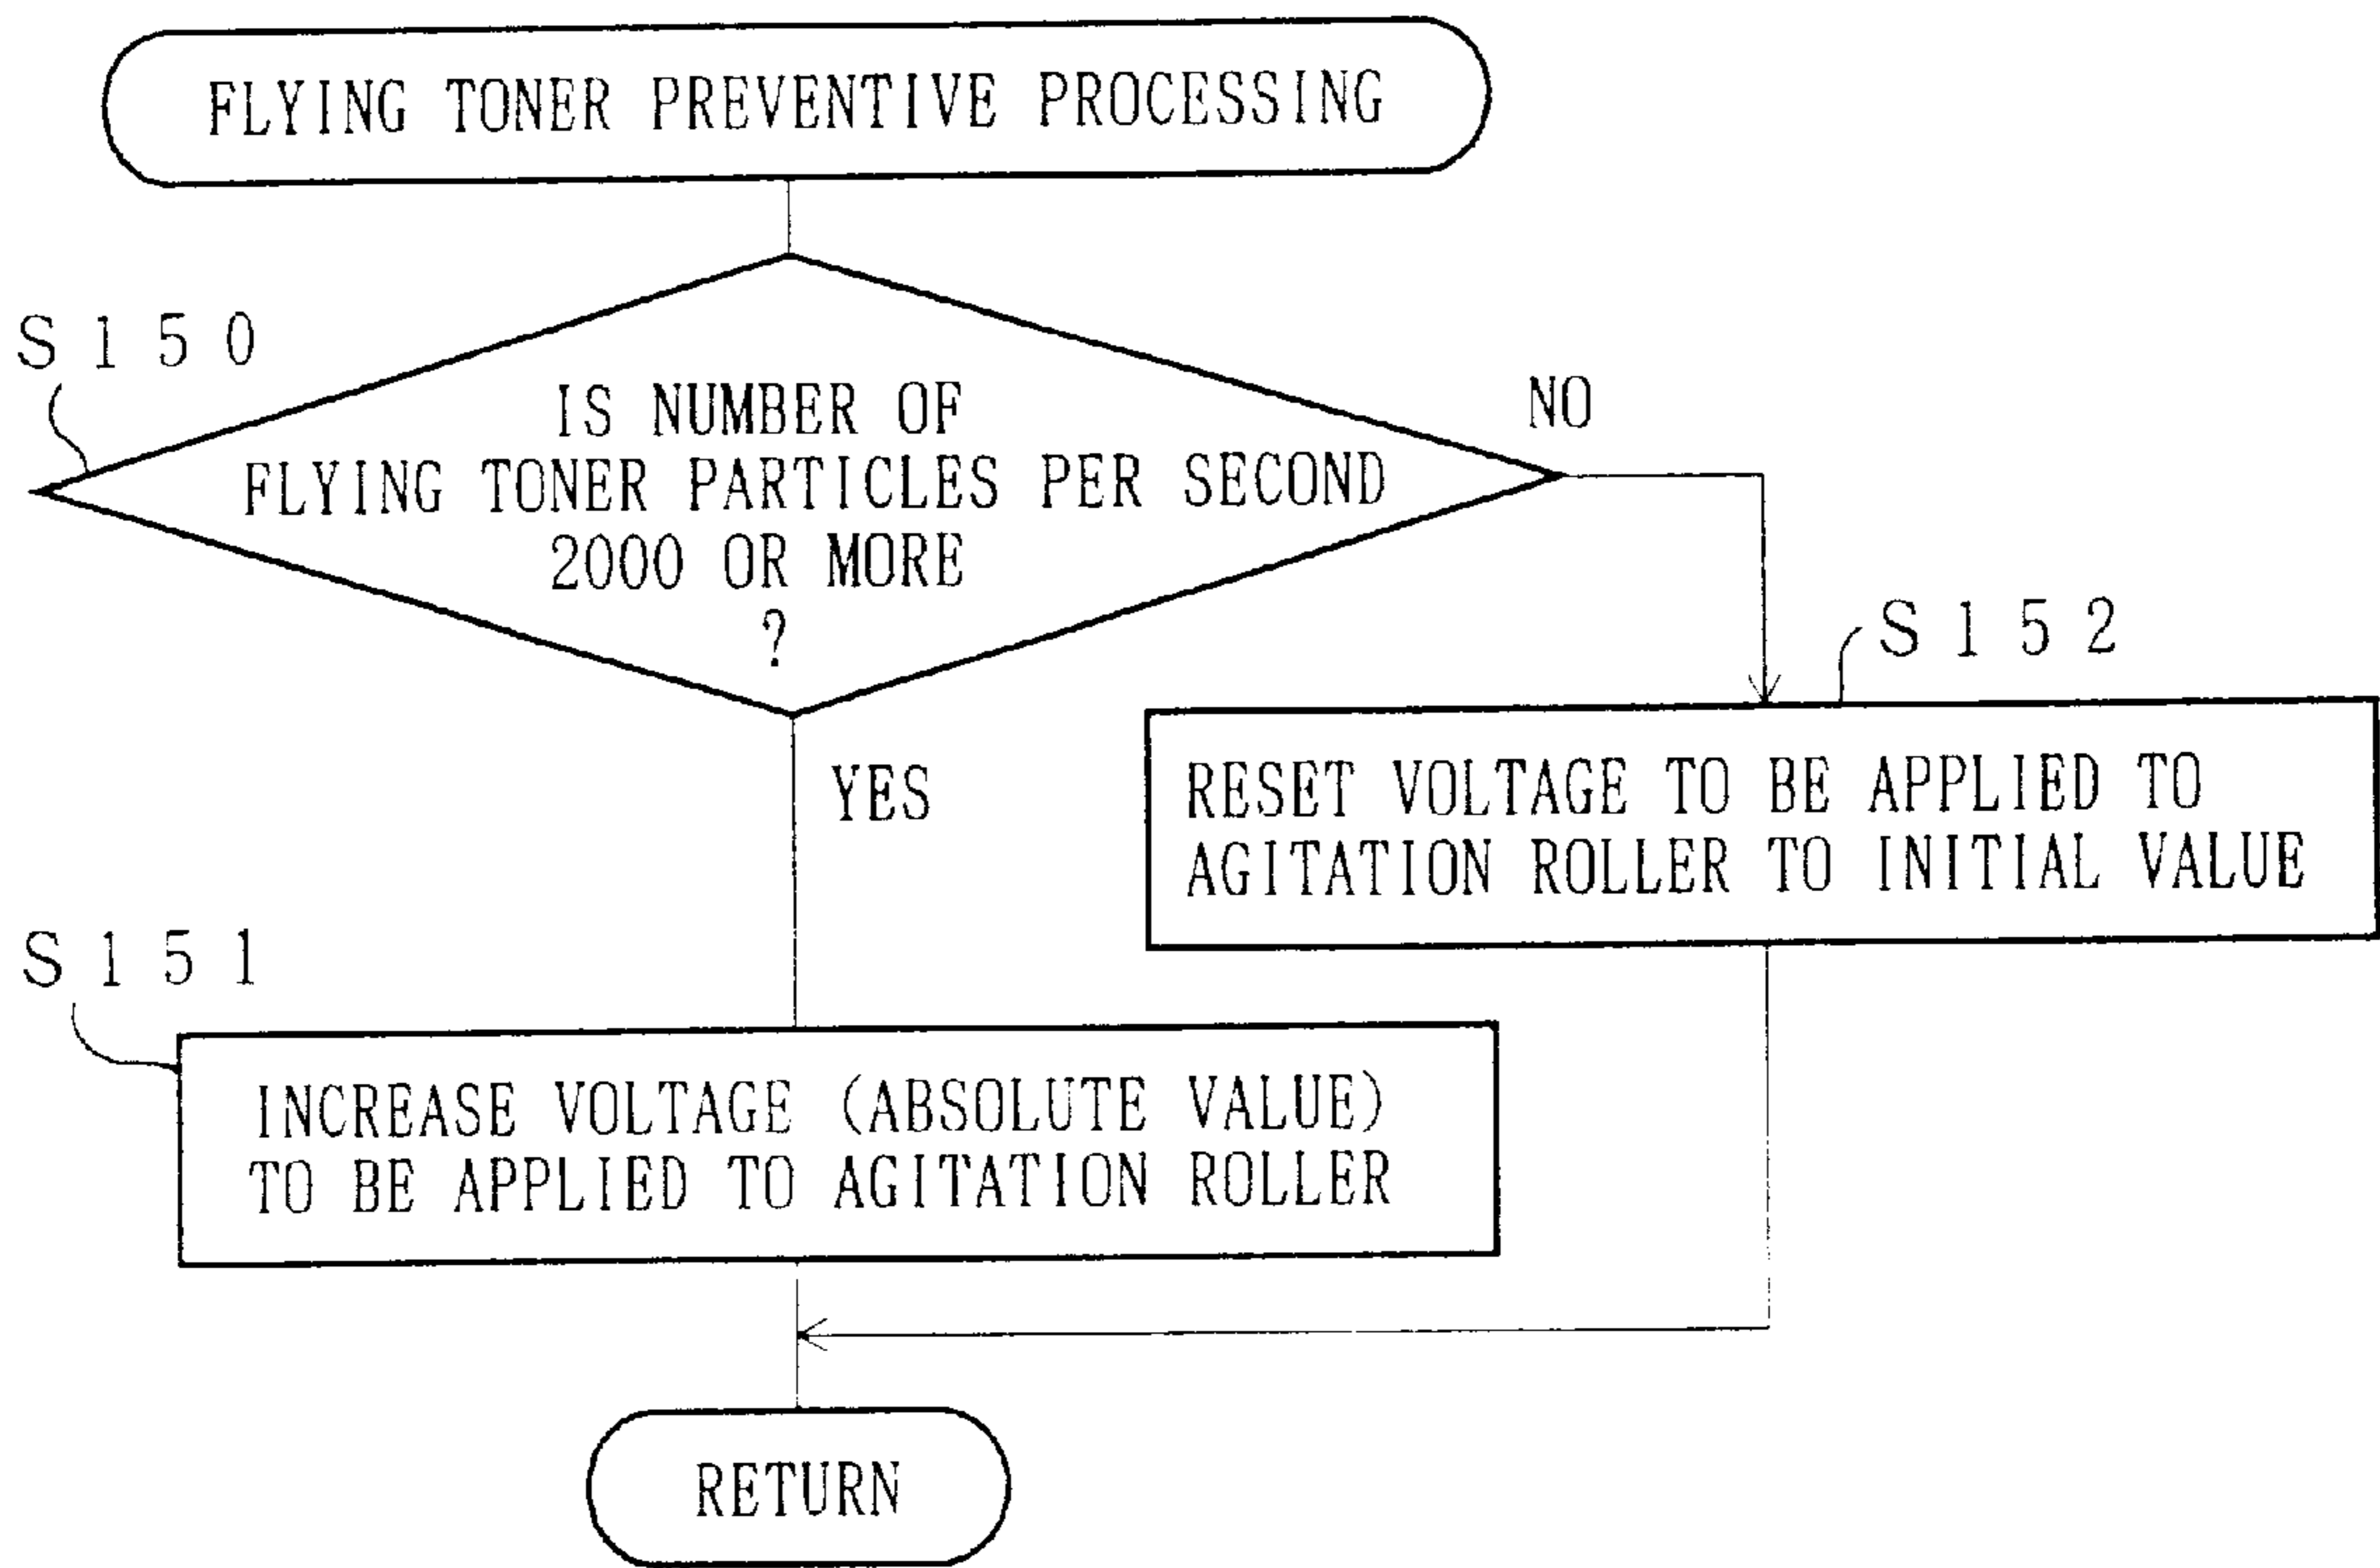 FLYING TONER PREVENTIVE PROCESSING
S150
IS NUMBER OF
FLYING TONER PARTICLES PER SECOND
2000 OR MORE
?
NO
YES
S152
RESET VOLTAGE TO BE APPLIED TO
AGITATION ROLLER TO INITIAL VALUE
S151
INCREASE VOLTAGE (ABSOLUTE VALUE)
TO BE APPLIED TO AGITATION ROLLER
RETURN